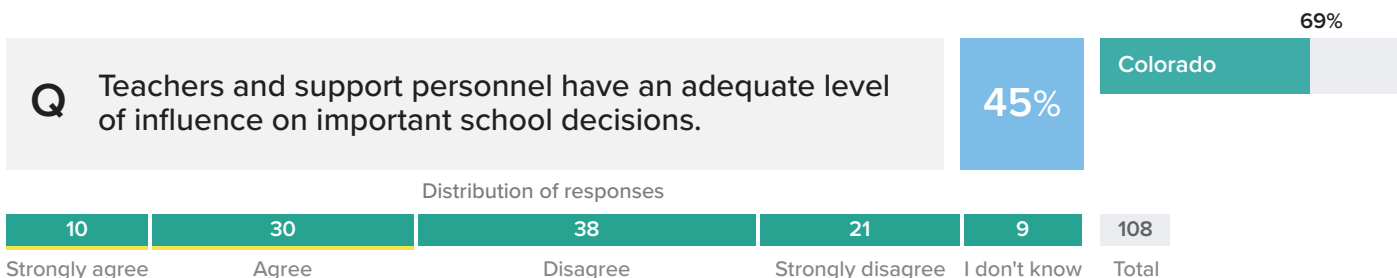 69%
Q Teachers and support personnel have an adequate level
of influence on important school decisions.
45%
Colorado
Distribution of responses
10 30 38 21 9 108
Strongly agree Agree Disagree Strongly disagree I don't know Total